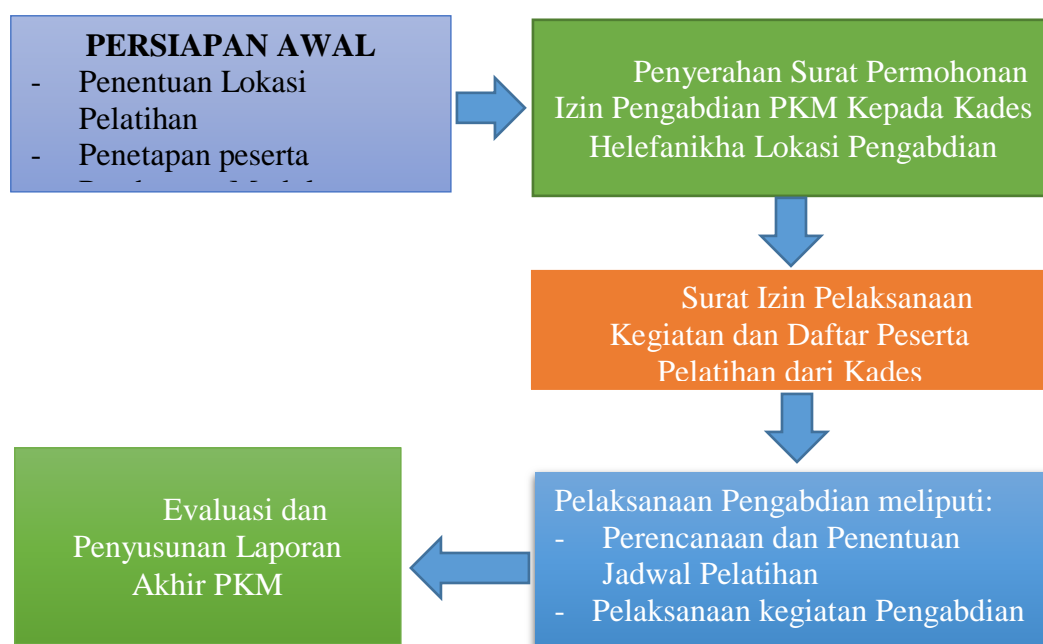 PERSIAPAN AWAL
- Penentuan Lokasi
Pelatihan
- Penetapan peserta
Penyerahan Surat Permohonan
Izin Pengabdian PKM Kepada Kades
Helefanikha Lokasi Pengabdian
Surat Izin Pelaksanaan
Kegiatan dan Daftar Peserta
Pelatihan dari Kades
Pelaksanaan Pengabdian meliputi:
- Perencanaan dan Penentuan
Jadwal Pelatihan
- Pelaksanaan kegiatan Pengabdian
Evaluasi dan
Penyusunan Laporan
Akhir PKM